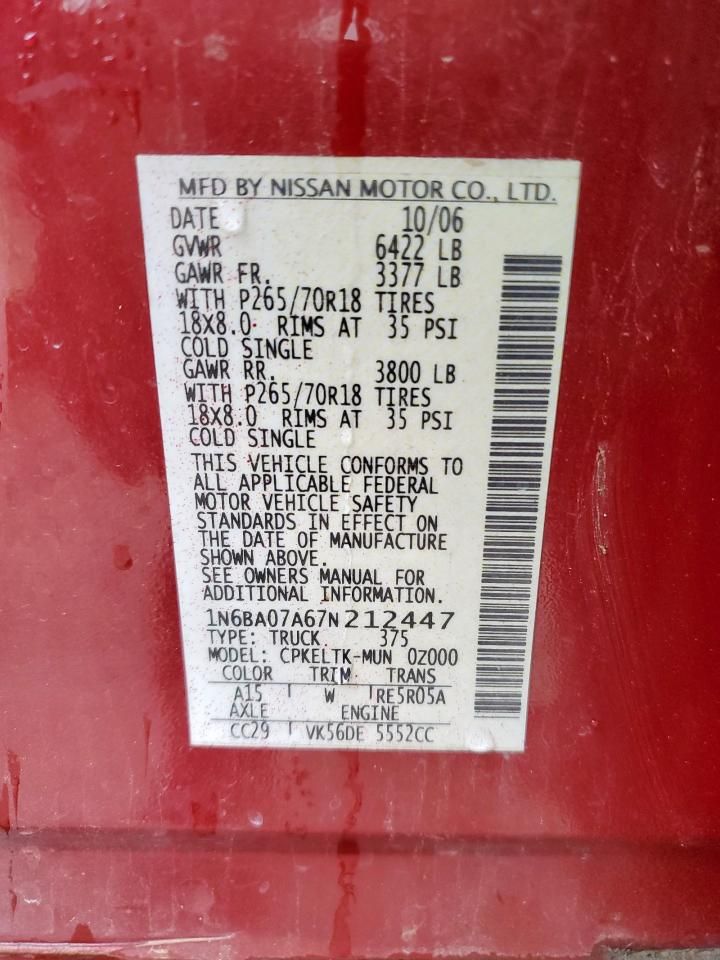 MFD BY NISSAN MOTOR CO., LTD.
DATE 10/06
GVWR 6422 LB
GAWR FR. 3377 LB
WITH P265/70R18 TIRES
18X8.0 RIMS AT 35 PSI
COLD SINGLE
GAWR RR. 3800 LB
WITH P265/70R18 TIRES
18X8.0 RIMS AT 35 PSI
COLD SINGLE
THIS VEHICLE CONFORMS TO
ALL APPLICABLE FEDERAL
MOTOR VEHICLE SAFETY
STANDARDS IN EFFECT ON
THE DATE OF MANUFACTURE
SHOWN ABOVE.
SEE OWNERS MANUAL FOR
ADDITIONAL INFORMATION.
1N6BA07A67N212447
TYPE: TRUCK 375
MODEL: CPKELTK-MUN 0Z000
COLOR TRIM TRANS
A15 W RE5R05A
AXLE ENGINE
CC29 VK56DE 5552CC